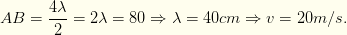 AB = \frac{4\lambda}{2} = 2\lambda = 80 \Rightarrow \lambda = 40cm \Rightarrow v = 20m/s.